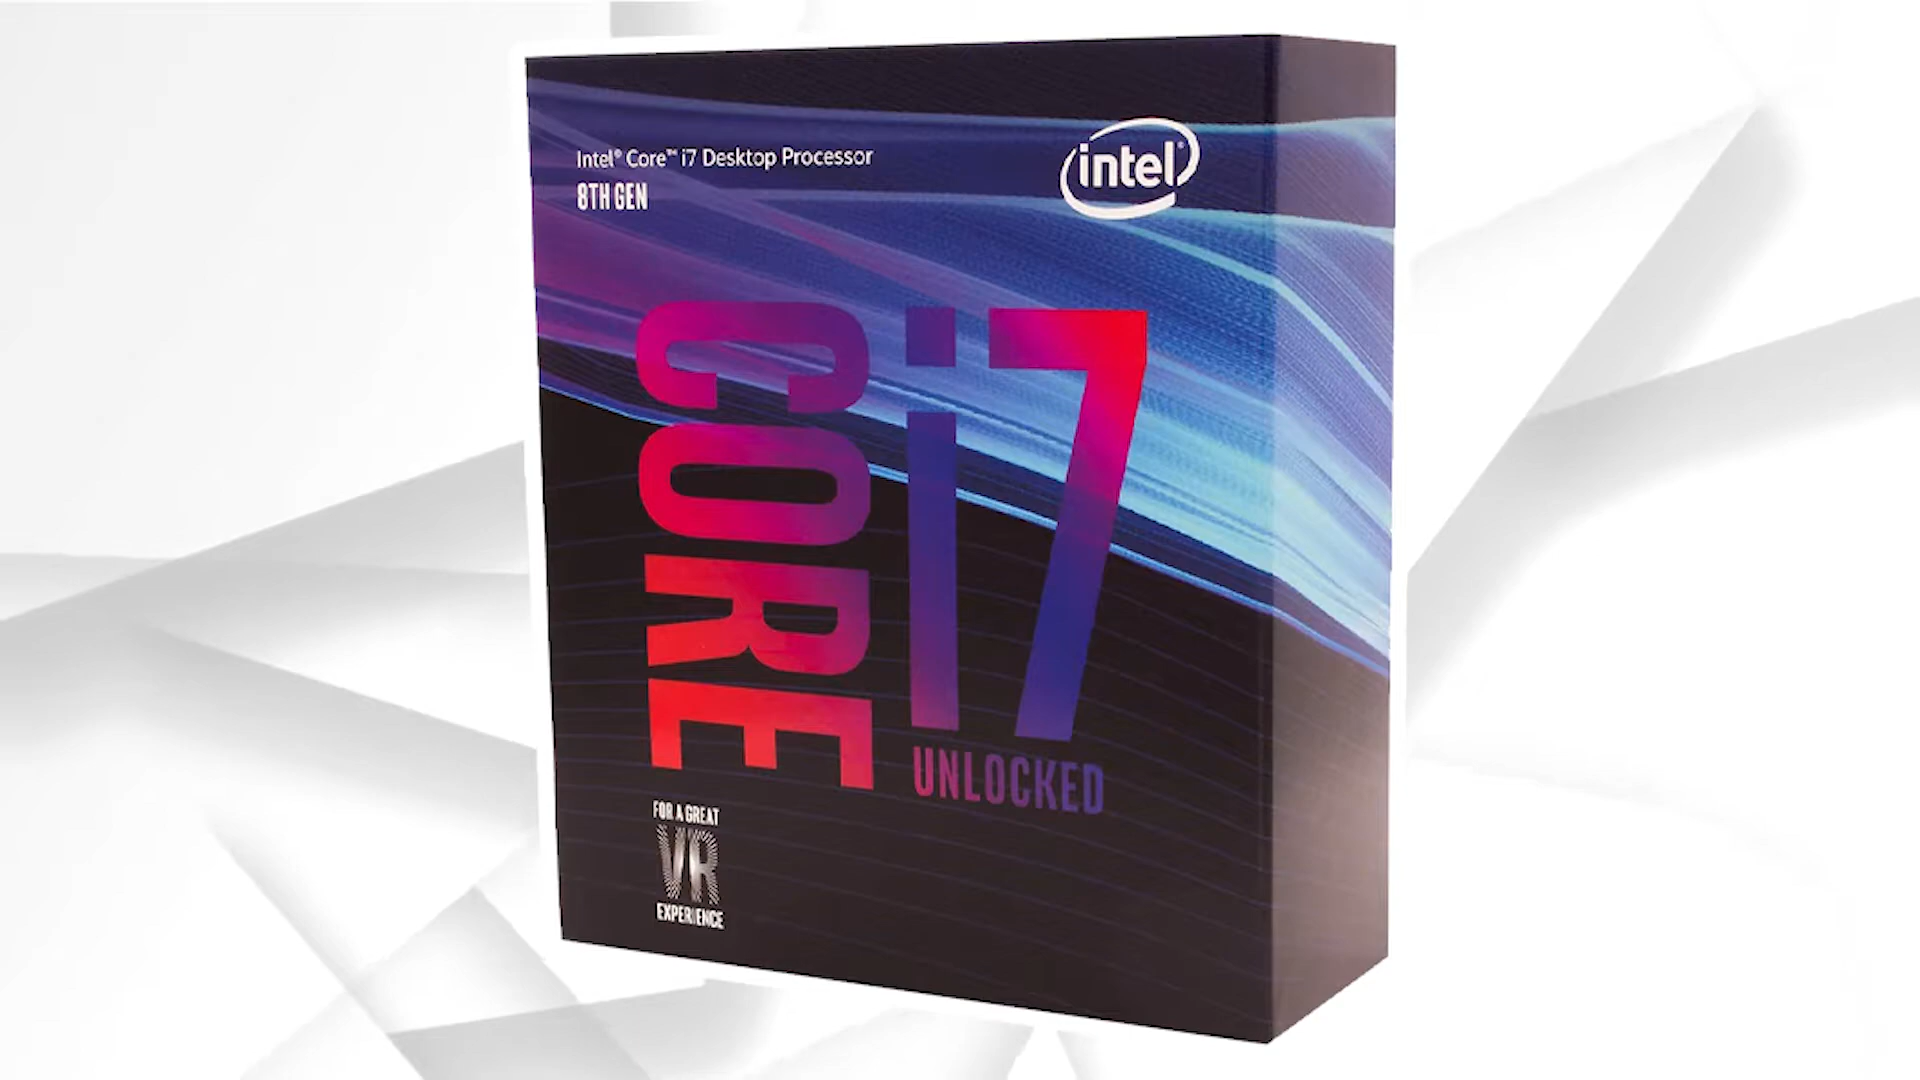 Intel® Core™ i7 Desktop Processor
8TH GEN
intel®
CORE i7
UNLOCKED
FOR A GREAT
VR
EXPERIENCE